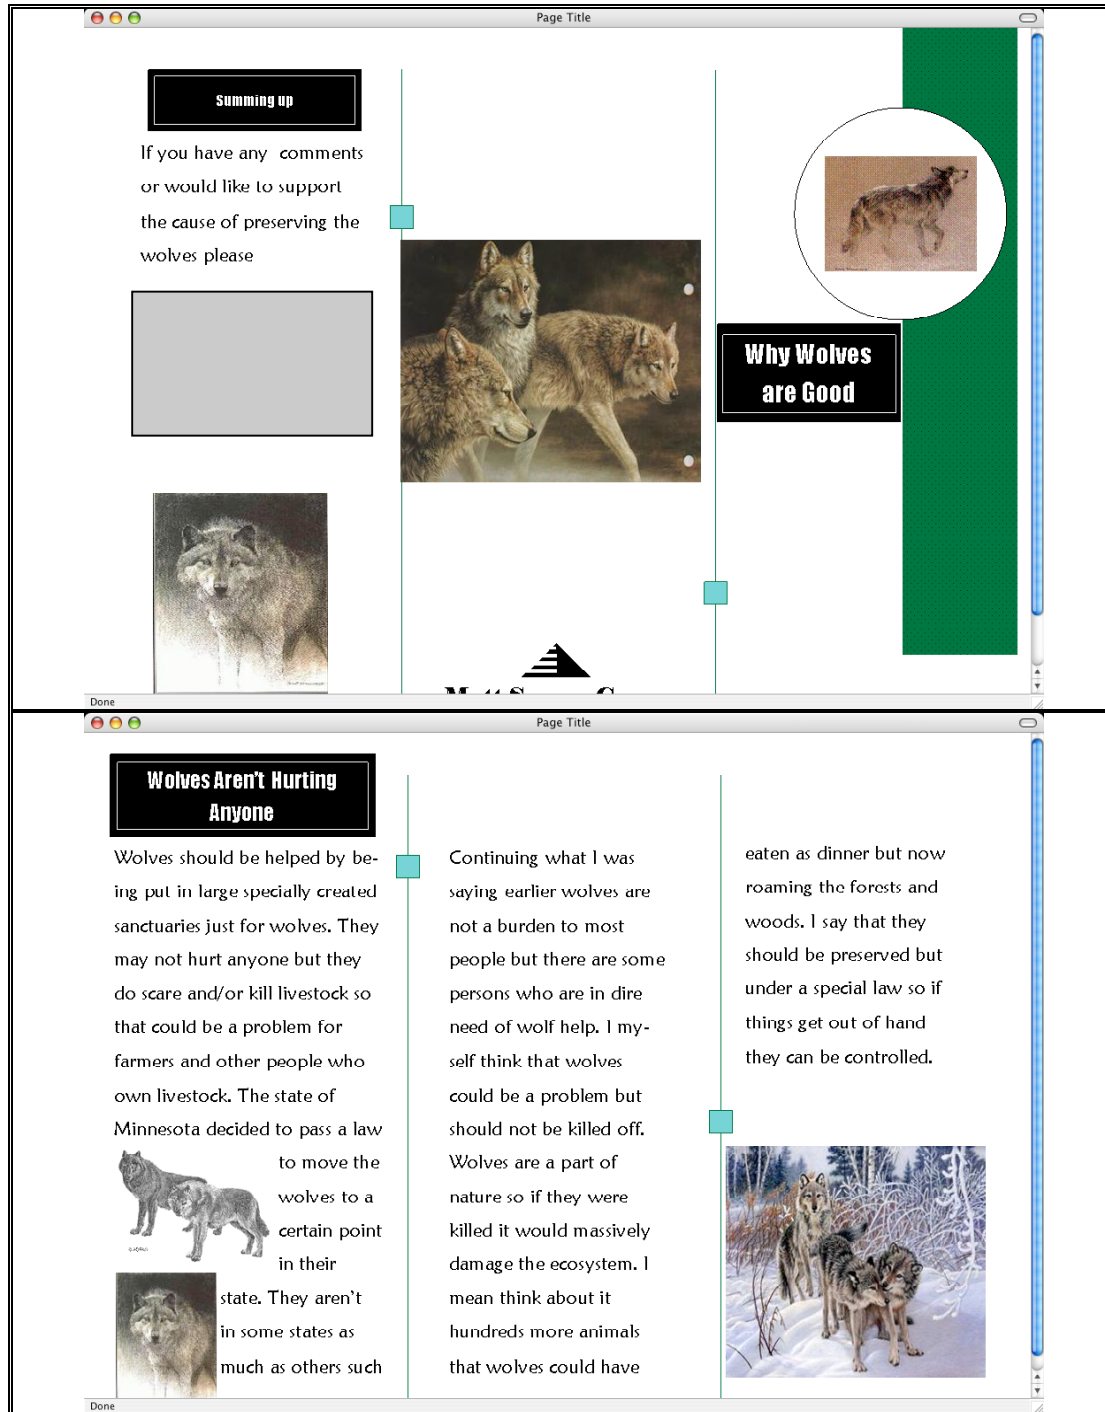 Page Title
Summing up
If you have any comments
or would like to support
the cause of preserving the
wolves please
Why Wolves
are Good
Done
Page Title
Wolves Aren't Hurting
Anyone
Wolves should be helped by be-
ing put in large specially created
sanctuaries just for wolves. They
may not hurt anyone but they
do scare and/or kill livestock so
that could be a problem for
farmers and other people who
own livestock. The state of
Minnesota decided to pass a law
to move the
wolves to a
certain point
in their
state. They aren't
in some states as
much as others such
Continuing what I was
saying earlier wolves are
not a burden to most
people but there are some
persons who are in dire
need of wolf help. I my-
self think that wolves
could be a problem but
should not be killed off.
Wolves are a part of
nature so if they were
killed it would massively
damage the ecosystem. I
mean think about it
hundreds more animals
that wolves could have
eaten as dinner but now
roaming the forests and
woods. I say that they
should be preserved but
under a special law so if
things get out of hand
they can be controlled.
Done